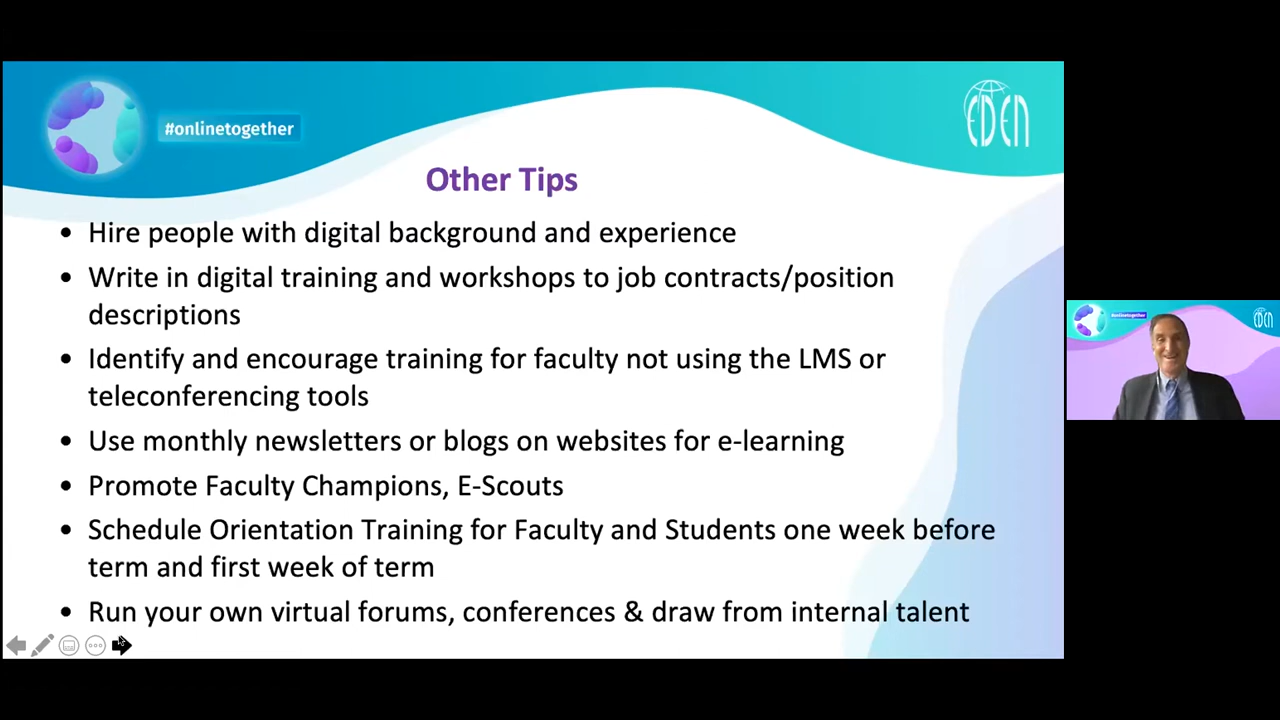 #onlinetogether
EDEN
Other Tips
• Hire people with digital background and experience
• Write in digital training and workshops to job contracts/position
descriptions
• Identify and encourage training for faculty not using the LMS or
teleconferencing tools
• Use monthly newsletters or blogs on websites for e-learning
• Promote Faculty Champions, E-Scouts
• Schedule Orientation Training for Faculty and Students one week before
term and first week of term
• Run your own virtual forums, conferences & draw from internal talent
#onlinetogether
EDEN